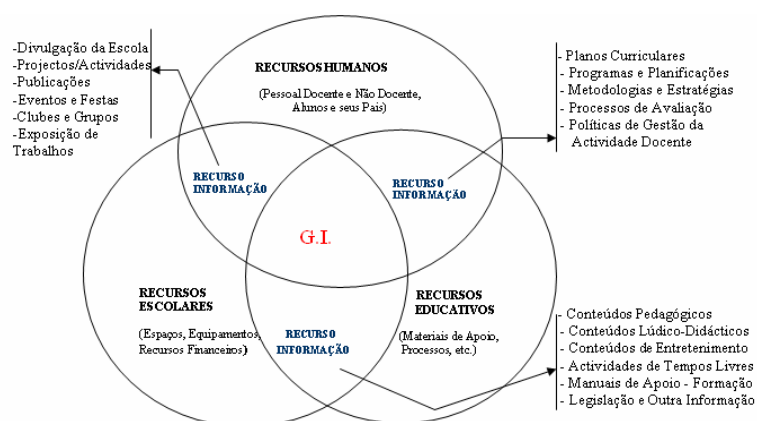 -Divulgação da Escola
-Projectos/Actividades
-Publicações
-Eventos e Festas
-Clubes e Grupos
-Exposição de
Trabalhos
RECURSOS HUMANOS
(Pessoal Docente e Não Docente,
Alunos e seus Pais)
- Planos Curriculares
- Programas e Planificações
- Metodologias e Estratégias
- Processos de Avaliação
- Políticas de Gestão da
Actividade Docente
RECURSO
INFORMAÇÃO
RECURSO
INFORMAÇÃO
G.I.
RECURSOS
ESCOLARES
(Espaços, Equipamentos,
Recursos Financeiros)
RECURSO
INFORMAÇÃO
RECURSOS
EDUCATIVOS
(Materiais de Apoio,
Processos, etc.)
- Conteúdos Pedagógicos
- Conteúdos Lúdico-Didácticos
- Conteúdos de Entretenimento
- Actividades de Tempos Livres
- Manuais de Apoio - Formação
- Legislação e Outra Informação